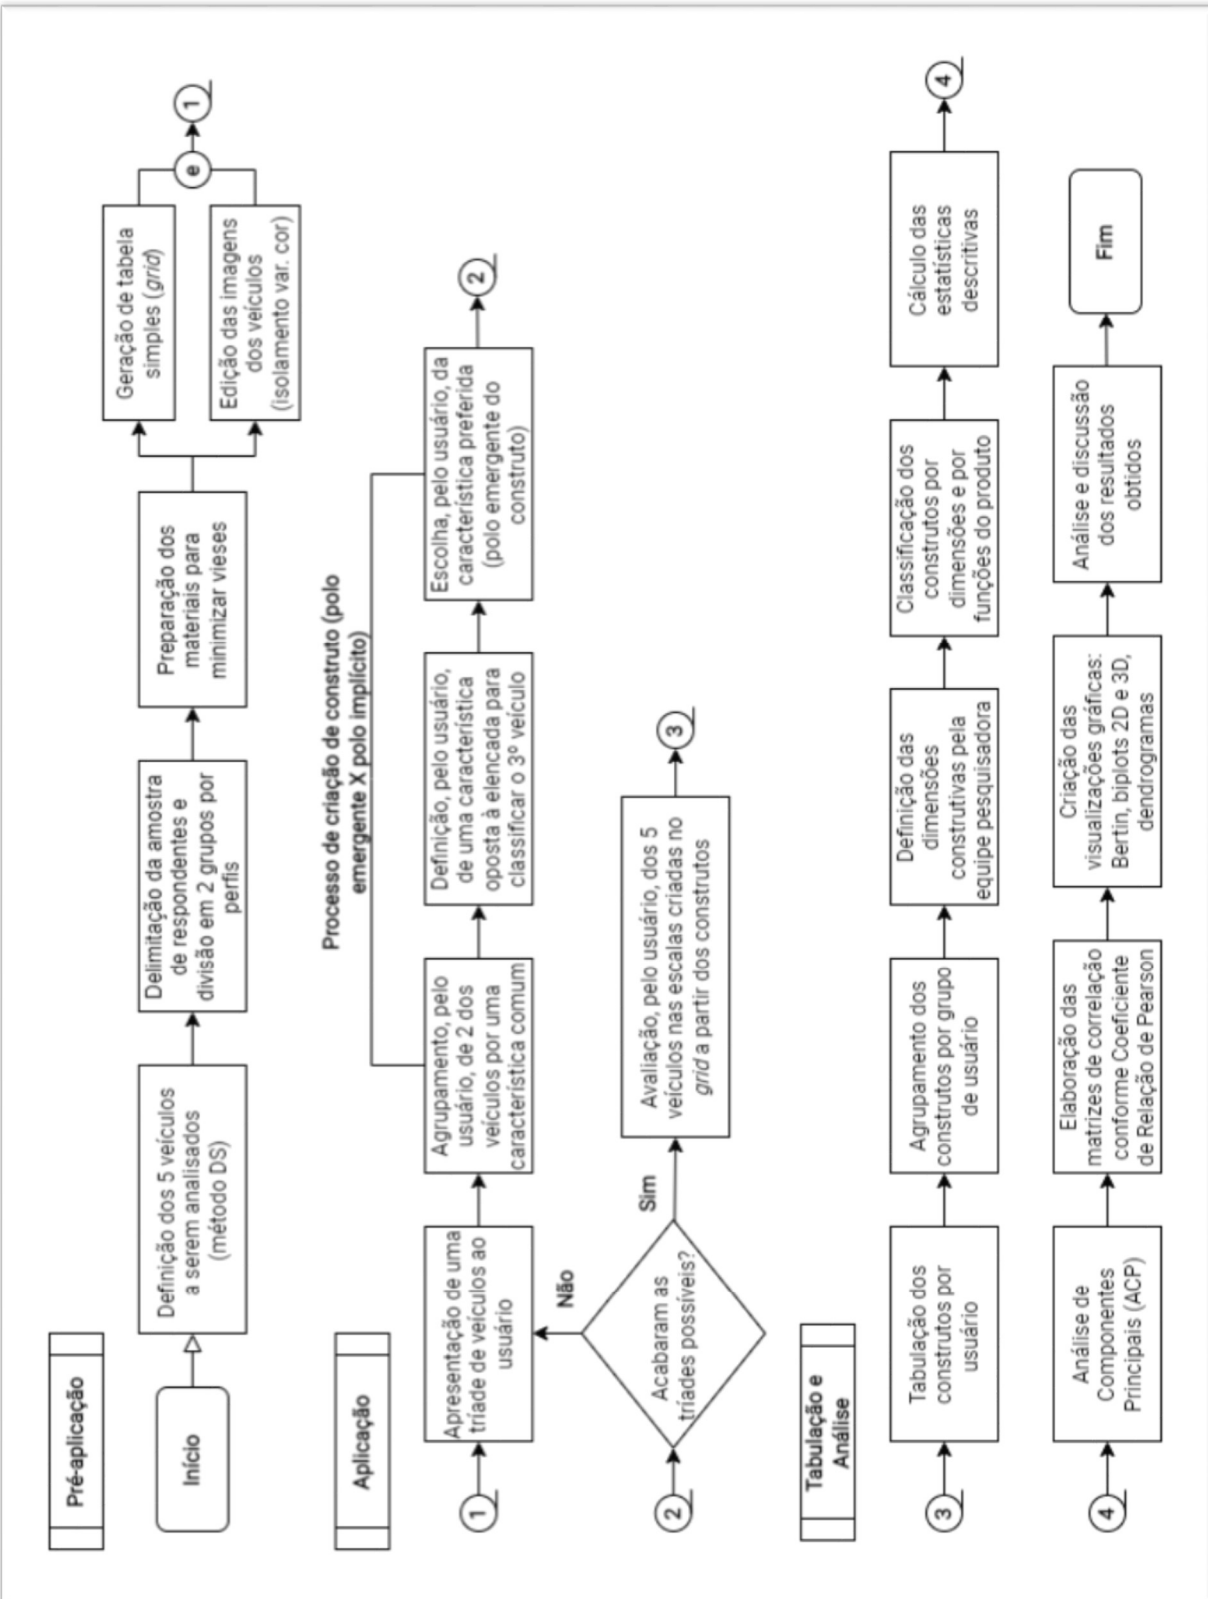 Pré-aplicação
Início
Definição dos 5 veículos
a serem analisados
(método DS)
Delimitação da amostra
de respondentes e
divisão em 2 grupos por
perfis
Preparação dos
materiais para
minimizar vieses
Geração de tabela
simples (grid)
Edição das imagens
dos veículos
(isolamento var. cor)
e
1
Aplicação
Processo de criação de construto (polo
emergente X polo implícito)
1
Apresentação de uma
tríade de veículos ao
usuário
Agrupamento, pelo
usuário, de 2 dos
veículos por uma
característica comum
Definição, pelo usuário,
de uma característica
oposta à elencada para
classificar o 3º veículo
Escolha, pelo usuário, da
característica preferida
(polo emergente do
construto)
2
2
Acabaram as
tríades possíveis?
Não
Sim
Avaliação, pelo usuário, dos 5
veículos nas escalas criadas no
grid a partir dos construtos
3
Tabulação e
Análise
3
Tabulação dos
construtos por
usuário
Agrupamento dos
construtos por grupo
de usuário
Definição das
dimensões
construtivas pela
equipe pesquisadora
Classificação dos
construtos por
dimensões e por
funções do produto
Cálculo das
estatísticas
descritivas
4
4
Análise de
Componentes
Principais (ACP)
Elaboração das
matrizes de correlação
conforme Coeficiente
de Relação de Pearson
Criação das
visualizações gráficas:
Bertin, biplots 2D e 3D,
dendrogramas
Análise e discussão
dos resultados
obtidos
Fim